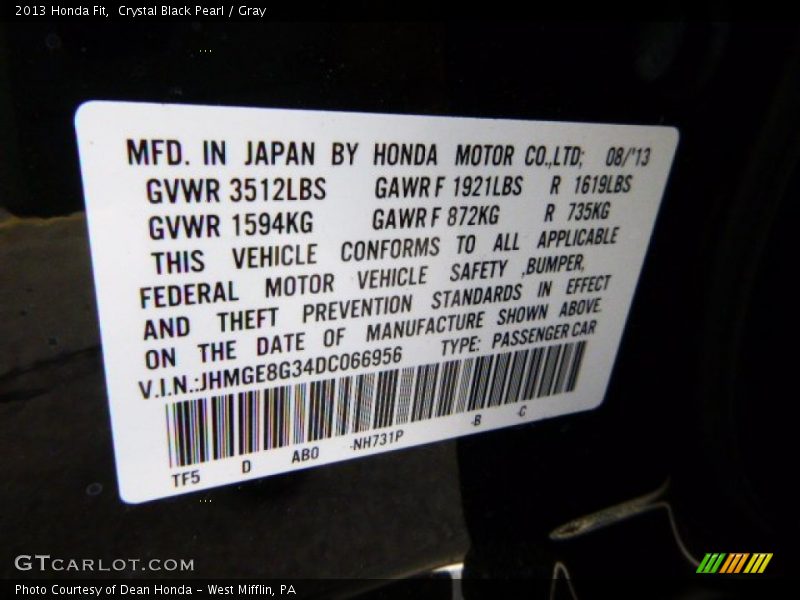 2013 Honda Fit, Crystal Black Pearl / Gray
MFD. IN JAPAN BY HONDA MOTOR CO.,LTD; 08/'13
GVWR 3512LBS GAWR F 1921LBS R 1619LBS
GVWR 1594KG GAWR F 872KG R 735KG
THIS VEHICLE CONFORMS TO ALL APPLICABLE
FEDERAL MOTOR VEHICLE SAFETY ,BUMPER,
AND THEFT PREVENTION STANDARDS IN EFFECT
ON THE DATE OF MANUFACTURE SHOWN ABOVE.
V.I.N.:JHMGE8G34DC066956 TYPE: PASSENGER CAR
TF5 D AB0 -NH731P -B -C
GTCARLOT.COM
Photo Courtesy of Dean Honda - West Mifflin, PA